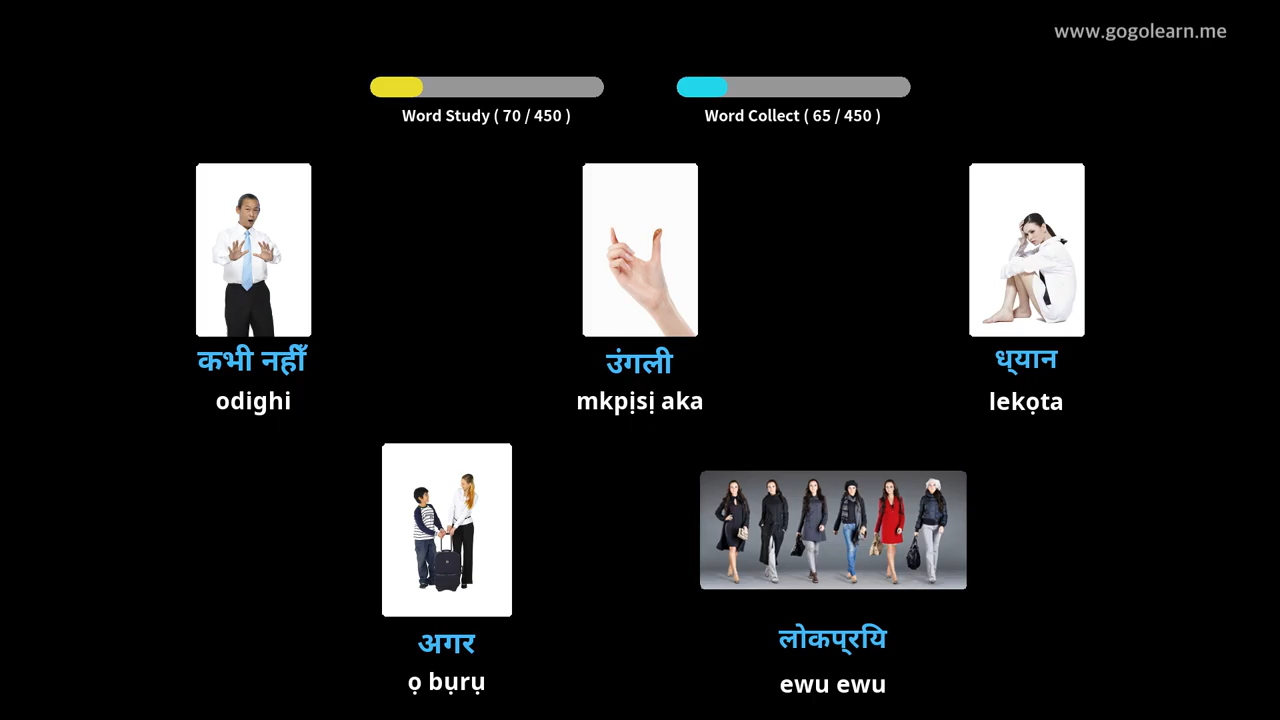 www.gogolearn.me
Word Study ( 70 / 450 )
Word Collect ( 65 / 450 )
कभी नहीँ
odighi
उंगली
mkpịsị aka
ध्यान
lekọta
अगर
ọ bụrụ
लोकप्रयि
ewu ewu